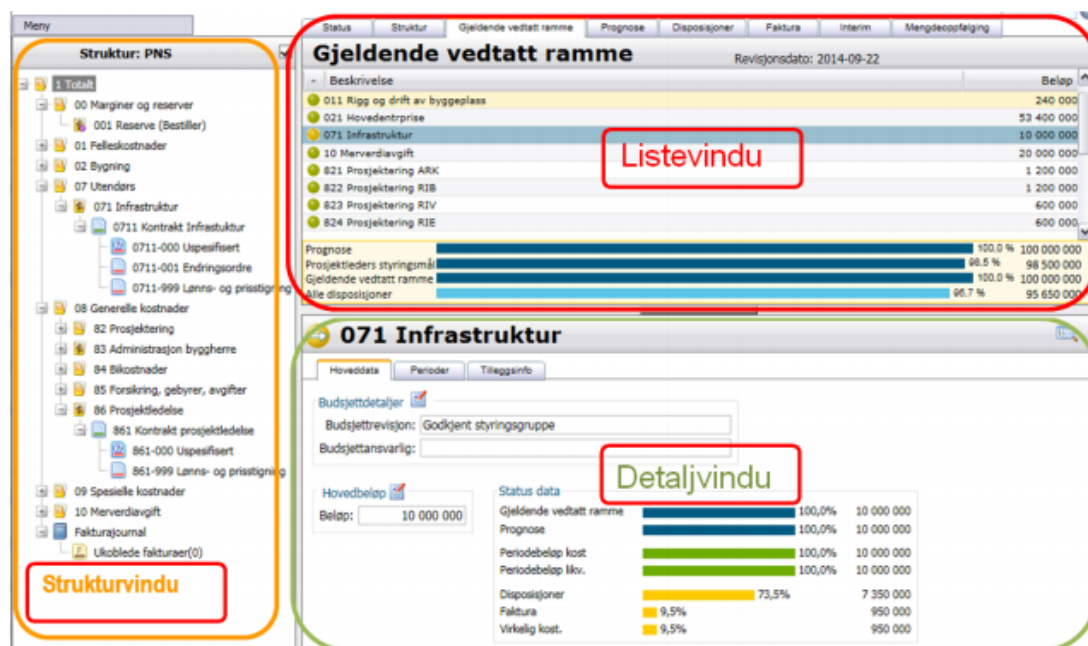 Meny
Struktur: PNS
1 Totalt
00 Marginer og reserver
001 Reserve (Bestiller)
01 Felleskostnader
02 Bygning
07 Utendørs
071 Infrastruktur
0711 Kontrakt Infrastuktur
0711-000 Uspesifisert
0711-001 Endringsordre
0711-999 Lønns- og prisstigning
08 Generelle kostnader
82 Prosjektering
83 Administrasjon byggherre
84 Bikostnader
85 Forsikring, gebyrer, avgifter
86 Prosjektledelse
861 Kontrakt prosjektledelse
861-000 Uspesifisert
861-999 Lønns- og prisstigning
09 Spesielle kostnader
10 Merverdiavgift
Fakturajournal
Ukoblede fakturaer(0)
Strukturvindu
Status Struktur Gjeldende vedtatt ramme Prognose Disposisjoner Faktura Interim Mengdeoppfølging
Gjeldende vedtatt ramme Revisjonsdato: 2014-09-22
- Beskrivelse Beløp
011 Rigg og drift av byggeplass 240 000
021 Hovedentrprise 53 400 000
071 Infrastruktur 10 000 000
10 Merverdiavgift 20 000 000
821 Prosjektering ARK 1 200 000
822 Prosjektering RIB 1 200 000
823 Prosjektering RIV 600 000
824 Prosjektering RIE 600 000
Listevindu
Prognose 100,0 % 100 000 000
Prosjektleders styringsmål 98,5 % 98 500 000
Gjeldende vedtatt ramme 100,0 % 100 000 000
Alle disposisjoner 95,7 % 95 650 000
071 Infrastruktur
Hoveddata Perioder Tilleggsinfo
Budsjettdetaljer
Budsjettrevisjon: Godkjent styringsgruppe
Budsjettansvarlig:
Detaljvindu
Hovedbeløp
Beløp: 10 000 000
Status data
Gjeldende vedtatt ramme 100,0% 10 000 000
Prognose 100,0% 10 000 000
Periodebeløp kost 100,0% 10 000 000
Periodebeløp likv. 100,0% 10 000 000
Disposisjoner 73,5% 7 350 000
Faktura 9,5% 950 000
Virkelig kost. 9,5% 950 000